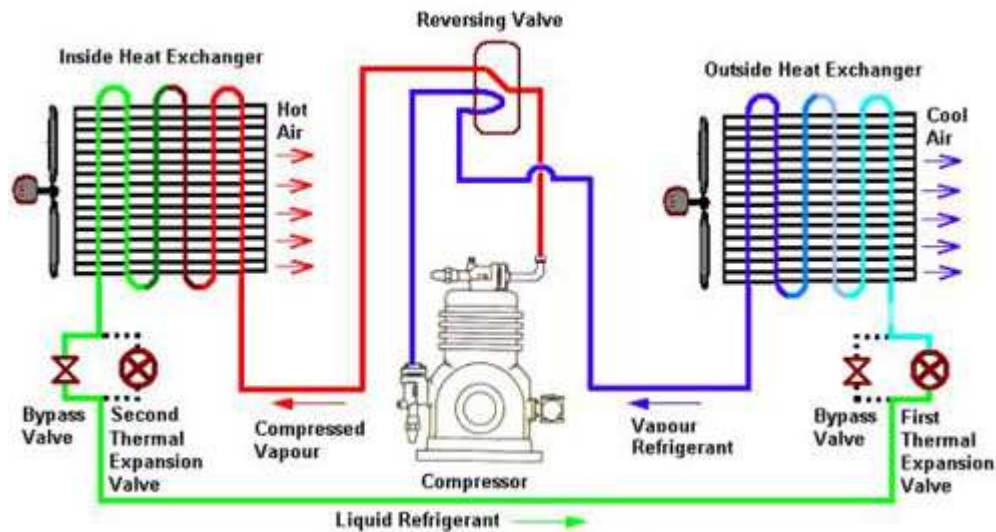 Reversing Valve
Inside Heat Exchanger
Outside Heat Exchanger
Hot
Air
Cool
Air
Bypass
Valve
Second
Thermal
Expansion
Valve
Compressed
Vapour
Compressor
Vapour
Refrigerant
Bypass
Valve
First
Thermal
Expansion
Valve
Liquid Refrigerant